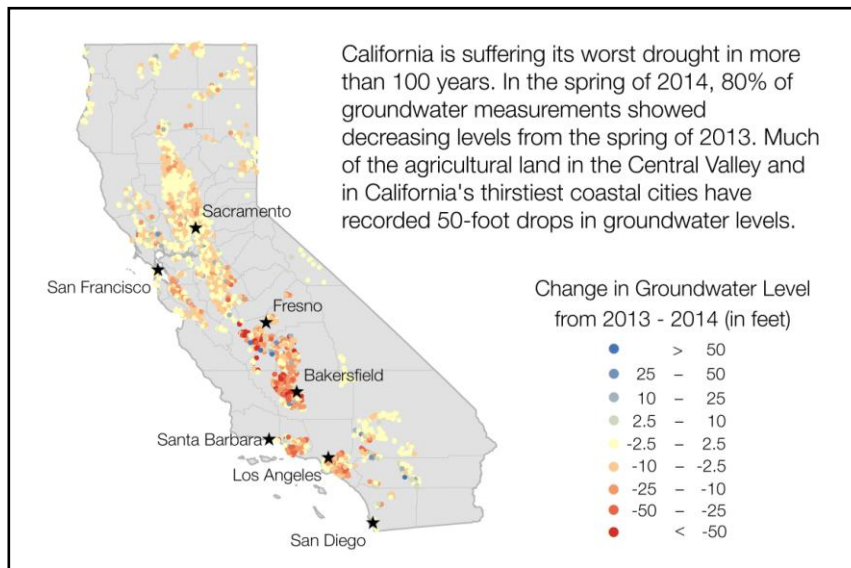 California is suffering its worst drought in more
than 100 years. In the spring of 2014, 80% of
groundwater measurements showed
decreasing levels from the spring of 2013. Much
of the agricultural land in the Central Valley and
in California's thirstiest coastal cities have
recorded 50-foot drops in groundwater levels.
Sacramento
San Francisco
Fresno
Bakersfield
Santa Barbara
Los Angeles
San Diego
Change in Groundwater Level
from 2013 - 2014 (in feet)
> 50
25 – 50
10 – 25
2.5 – 10
-2.5 – 2.5
-10 – -2.5
-25 – -10
-50 – -25
< -50